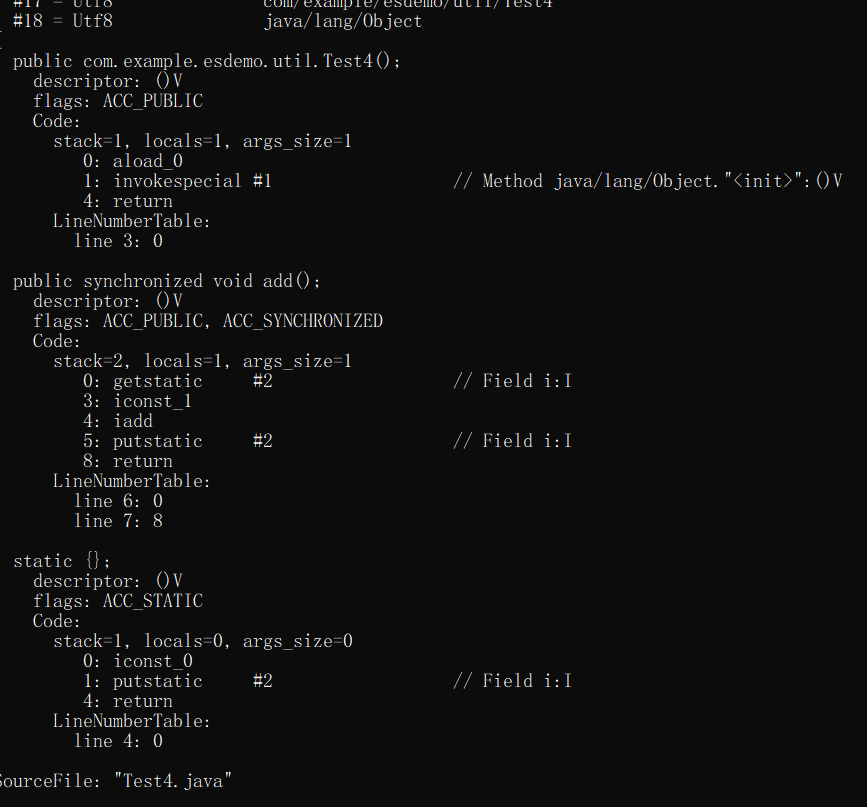 #17 = Utf8 com/example/esdemo/util/Test4
#18 = Utf8 java/lang/Object
public com.example.esdemo.util.Test4();
descriptor: ()V
flags: ACC_PUBLIC
Code:
stack=1, locals=1, args_size=1
0: aload_0
1: invokespecial #1 // Method java/lang/Object."<init>":()V
4: return
LineNumberTable:
line 3: 0
public synchronized void add();
descriptor: ()V
flags: ACC_PUBLIC, ACC_SYNCHRONIZED
Code:
stack=2, locals=1, args_size=1
0: getstatic #2 // Field i:I
3: iconst_1
4: iadd
5: putstatic #2 // Field i:I
8: return
LineNumberTable:
line 6: 0
line 7: 8
static {};
descriptor: ()V
flags: ACC_STATIC
Code:
stack=1, locals=0, args_size=0
0: iconst_0
1: putstatic #2 // Field i:I
4: return
LineNumberTable:
line 4: 0
SourceFile: "Test4.java"